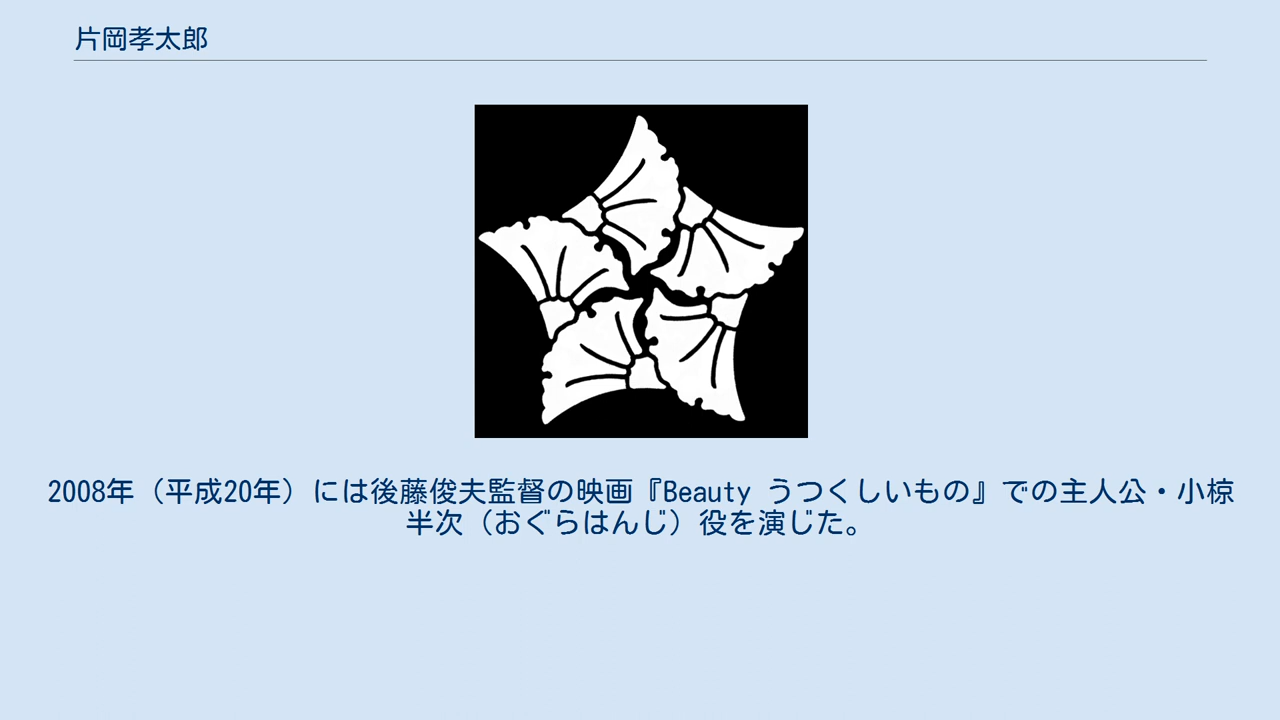 片岡孝太郎
2008年（平成20年）には後藤俊夫監督の映画『Beauty うつくしいもの』での主人公・小椋
半次（おぐらはんじ）役を演じた。